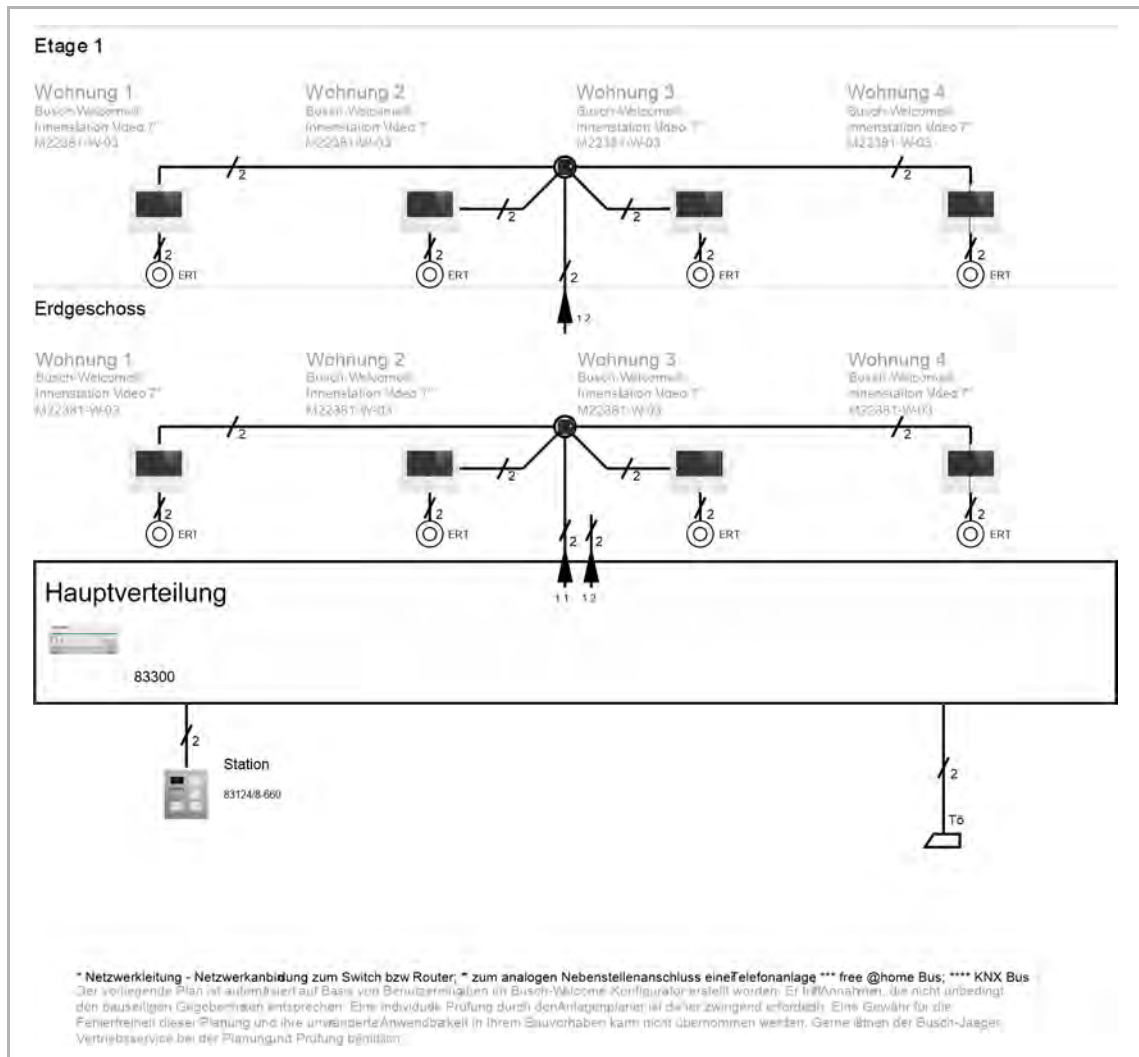 Etage 1
Wohnung 1 Wohnung 2 Wohnung 3 Wohnung 4
Busch-Welcome® Busch-Welcome® Busch-Welcome® Busch-Welcome®
Innenstation Video 7" Innenstation Video 7" Innenstation Video 7" Innenstation Video 7"
M22381-W-03 M22381-W-03 M22381-W-03 M22381-W-03
2 2
2 2
2 2 2 2 2
ERT ERT ERT ERT
Erdgeschoss
1.2
Wohnung 1 Wohnung 2 Wohnung 3 Wohnung 4
Busch-Welcome® Busch-Welcome® Busch-Welcome® Busch-Welcome®
Innenstation Video 7" Innenstation Video 7" Innenstation Video 7" Innenstation Video 7"
M22381-W-03 M22381-W-03 M22381-W-03 M22381-W-03
2 2
2 2
2 2 2 2 2 2
ERT ERT ERT ERT
Hauptverteilung
1.1 1.2
83300
2 2
Station
83124/8-660
Tö
* Netzwerkleitung - Netzwerkanbindung zum Switch bzw Router; ** zum analogen Nebenstellenanschluss eineTelefonanlage *** free @home Bus; **** KNX Bus
Der vorliegende Plan ist automatisiert auf Basis von Benutzereingaben im Busch-Welcome-Konfigurator erstellt worden. Er trifft Annahmen, die nicht unbedingt
den bauseitigen Gegebenheiten entsprechen. Eine individuelle Prüfung durch denAnlagenplaner ist daher zwingend erforderlich. Eine Gewähr für die
Fehlerfreiheit dieser Planung und ihre unveränderte Anwendbarkeit in Ihrem Bauvorhaben kann nicht übernommen werden. Gerne ist Ihnen der Busch-Jaeger
Vertriebsservice bei der Planung und Prüfung behilflich.